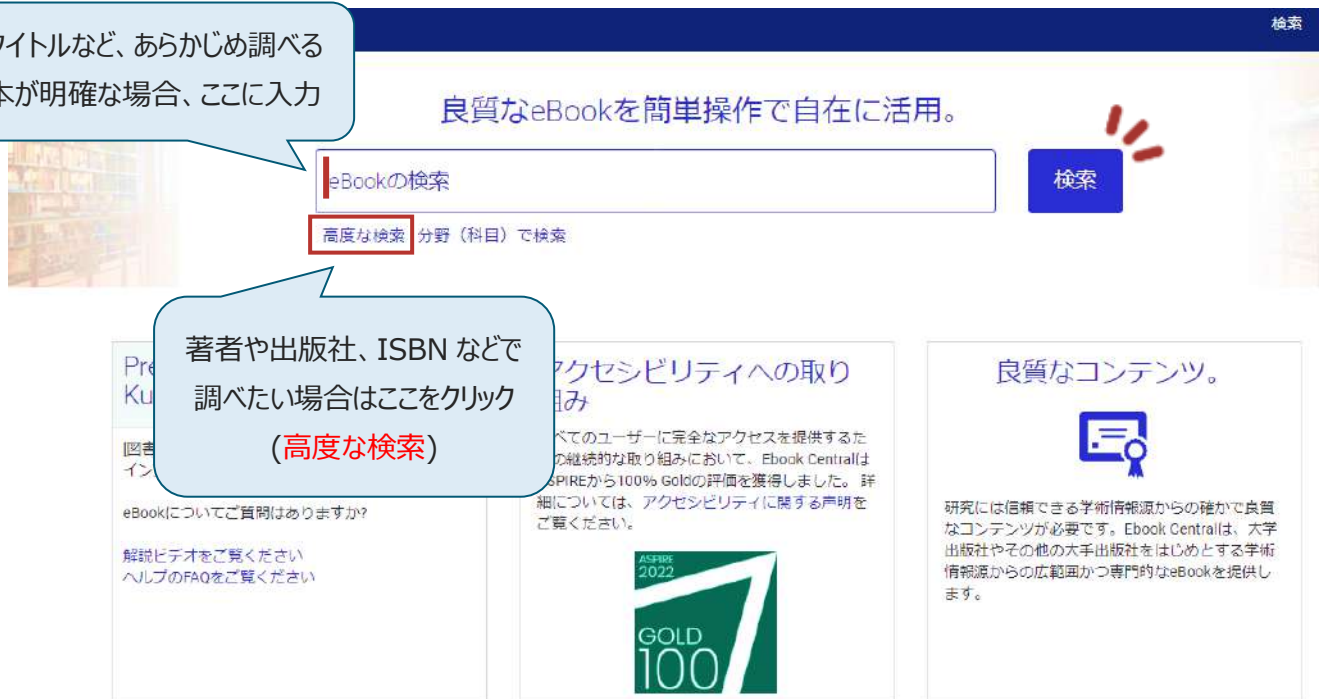 検索
タイトルなど、あらかじめ調べる
本が明確な場合、ここに入力
良質なeBookを簡単操作で自在に活用。
eBookの検索
検索
高度な検索 分野（科目）で検索
著者や出版社、ISBN などで
調べたい場合はここをクリック
(高度な検索)
Pre
Ku
[図書
イン
eBookについてご質問はありますか?
解説ビデオをご覧ください
ヘルプのFAQをご覧ください
アクセシビリティへの取り
組み
べてのユーザーに完全なアクセスを提供するた
の継続的な取り組みにおいて、Ebook Centralは
ASPIREから100% Goldの評価を獲得しました。 詳
細については、アクセシビリティに関する声明を
ご覧ください。
ASPIRE
2022
GOLD
100
良質なコンテンツ。
研究には信頼できる学術情報源からの確かで良質
なコンテンツが必要です。Ebook Centralは、大学
出版社やその他の大手出版社をはじめとする学術
情報源からの広範囲かつ専門的なeBookを提供し
ます。